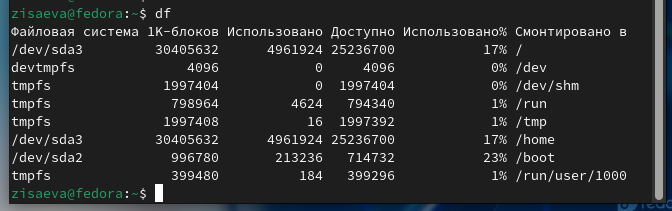 zisaeva@fedora:~$ df
Файловая система 1K-блоков Использовано Доступно Использовано% Смонтировано в
/dev/sda3 30405632 4961924 25236700 17% /
devtmpfs 4096 0 4096 0% /dev
tmpfs 1997404 0 1997404 0% /dev/shm
tmpfs 798964 4624 794340 1% /run
tmpfs 1997408 16 1997392 1% /tmp
/dev/sda3 30405632 4961924 25236700 17% /home
/dev/sda2 996780 213236 714732 23% /boot
tmpfs 399480 184 399296 1% /run/user/1000
zisaeva@fedora:~$